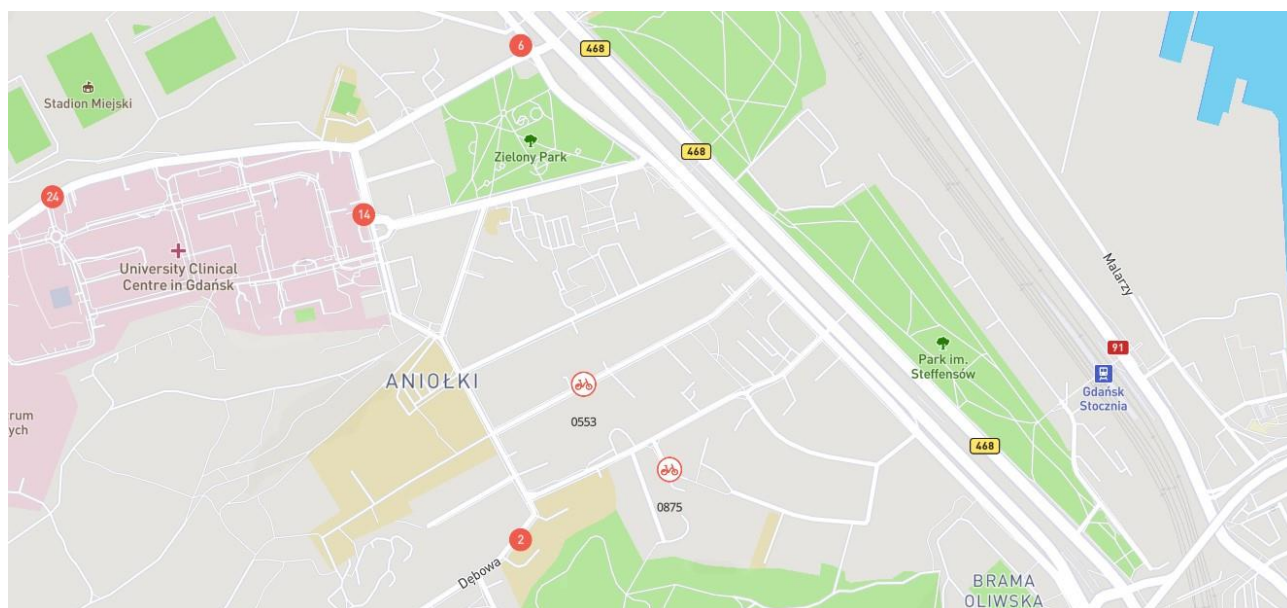 6
468
Stadion Miejski
Zielony Park
468
24
14
University Clinical
Centre in Gdańsk
Malarzy
91
Park im.
Steffensów
Gdańsk
Stocznia
ANIOŁKI
0553
trum
ych
468
0875
2
Dębowa
BRAMA
OLIWSKA